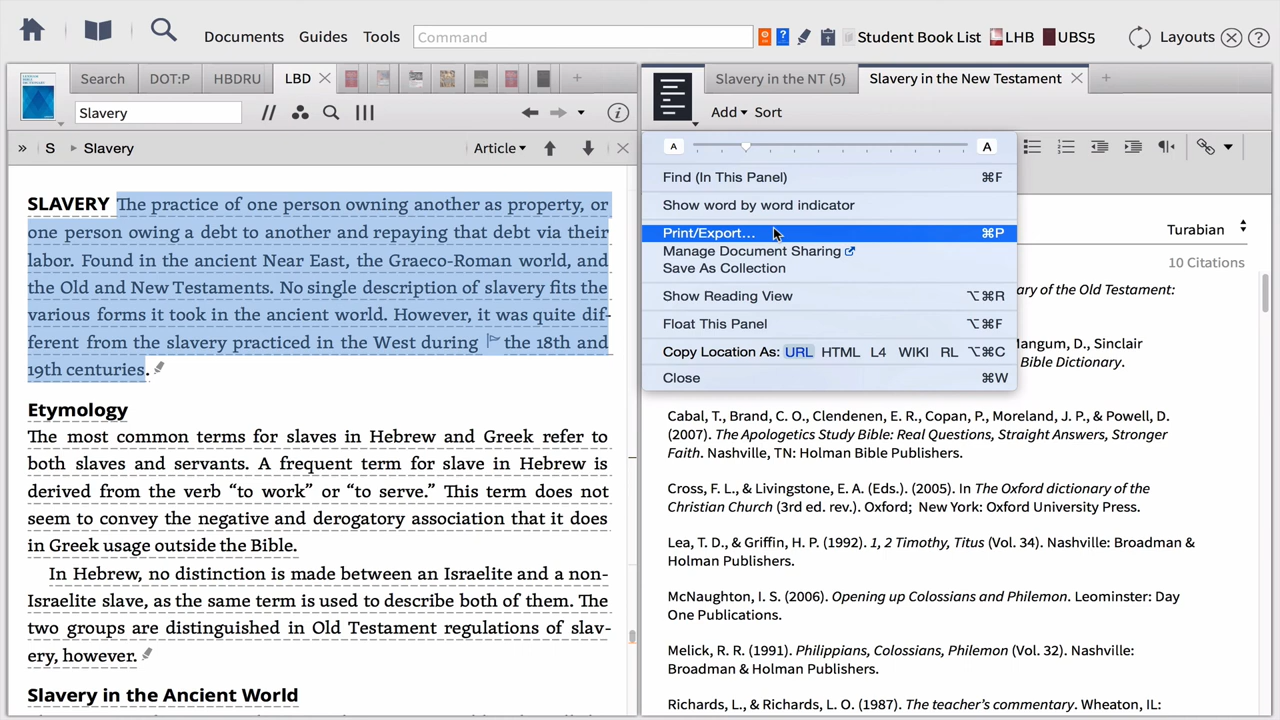 Documents Guides Tools Command Student Book List LHB UBS5 Layouts
Search DOT:P HBDRU LBD
Slavery
S Slavery Article
SLAVERY The practice of one person owning another as property, or
one person owing a debt to another and repaying that debt via their
labor. Found in the ancient Near East, the Graeco-Roman world, and
the Old and New Testaments. No single description of slavery fits the
various forms it took in the ancient world. However, it was quite dif-
ferent from the slavery practiced in the West during the 18th and
19th centuries.
Etymology
The most common terms for slaves in Hebrew and Greek refer to
both slaves and servants. A frequent term for slave in Hebrew is
derived from the verb “to work” or “to serve.” This term does not
seem to convey the negative and derogatory association that it does
in Greek usage outside the Bible.
In Hebrew, no distinction is made between an Israelite and a non-
Israelite slave, as the same term is used to describe both of them. The
two groups are distinguished in Old Testament regulations of slav-
ery, however.
Slavery in the Ancient World
Slavery in the NT (5) Slavery in the New Testament
Add Sort
A A
Find (In This Panel) ⌘F
Show word by word indicator
Print/Export... ⌘P
Manage Document Sharing
Save As Collection
Show Reading View ⌥⌘R
Float This Panel ⌥⌘F
Copy Location As: URL HTML L4 WIKI RL ⌥⌘C
Close ⌘W
Turabian
10 Citations
ary of the Old Testament:
Mangum, D., Sinclair
Bible Dictionary.
Cabal, T., Brand, C. O., Clendenen, E. R., Copan, P., Moreland, J. P., & Powell, D.
(2007). The Apologetics Study Bible: Real Questions, Straight Answers, Stronger
Faith. Nashville, TN: Holman Bible Publishers.
Cross, F. L., & Livingstone, E. A. (Eds.). (2005). In The Oxford dictionary of the
Christian Church (3rd ed. rev.). Oxford; New York: Oxford University Press.
Lea, T. D., & Griffin, H. P. (1992). 1, 2 Timothy, Titus (Vol. 34). Nashville: Broadman &
Holman Publishers.
McNaughton, I. S. (2006). Opening up Colossians and Philemon. Leominster: Day
One Publications.
Melick, R. R. (1991). Philippians, Colossians, Philemon (Vol. 32). Nashville:
Broadman & Holman Publishers.
Richards, L., & Richards, L. O. (1987). The teacher’s commentary. Wheaton, IL: